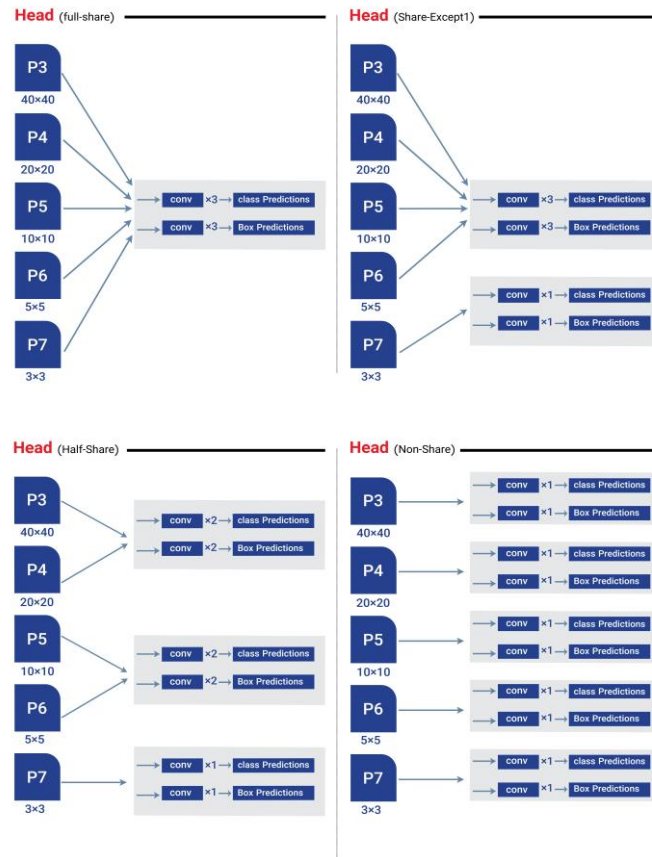 Head (full-share)
P3
40×40
P4
20×20
P5
10×10
P6
5×5
P7
3×3
conv ×3 class Predictions
conv ×3 Box Predictions
Head (Share-Except1)
P3
40×40
P4
20×20
P5
10×10
P6
5×5
P7
3×3
conv ×3 class Predictions
conv ×3 Box Predictions
conv ×1 class Predictions
conv ×1 Box Predictions
Head (Half-Share)
P3
40×40
P4
20×20
P5
10×10
P6
5×5
P7
3×3
conv ×2 class Predictions
conv ×2 Box Predictions
conv ×2 class Predictions
conv ×2 Box Predictions
conv ×1 class Predictions
conv ×1 Box Predictions
Head (Non-Share)
P3
40×40
P4
20×20
P5
10×10
P6
5×5
P7
3×3
conv ×1 class Predictions
conv ×1 Box Predictions
conv ×1 class Predictions
conv ×1 Box Predictions
conv ×1 class Predictions
conv ×1 Box Predictions
conv ×1 class Predictions
conv ×1 Box Predictions
conv ×1 class Predictions
conv ×1 Box Predictions